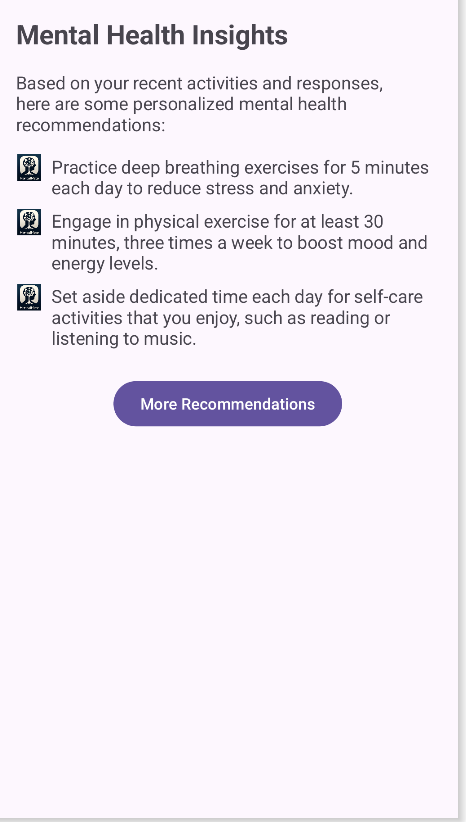 Mental Health Insights
Based on your recent activities and responses,
here are some personalized mental health
recommendations:
Practice deep breathing exercises for 5 minutes
each day to reduce stress and anxiety.
Engage in physical exercise for at least 30
minutes, three times a week to boost mood and
energy levels.
Set aside dedicated time each day for self-care
activities that you enjoy, such as reading or
listening to music.
More Recommendations